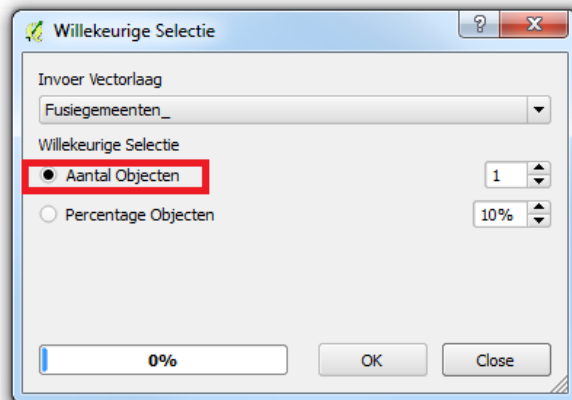 Willekeurige Selectie
Invoer Vectorlaag
Fusiegemeenten_
Willekeurige Selectie
Aantal Objecten 1
Percentage Objecten 10%
0% OK Close